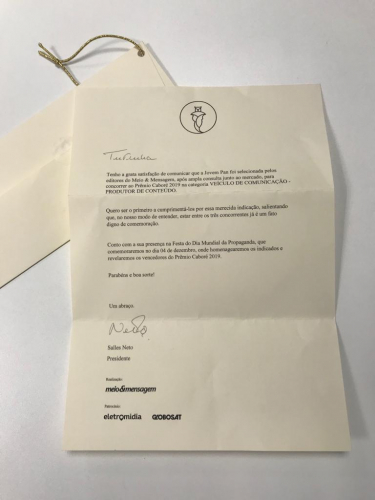 Tutinha
Tenho a grata satisfação de comunicar que a Jovem Pan foi selecionada pelos
editores do Meio & Mensagem, após ampla consulta junto ao mercado, para
concorrer ao Prêmio Caboré 2019 na categoria VEÍCULO DE COMUNICAÇÃO -
PRODUTOR DE CONTEÚDO.
Quero ser o primeiro a cumprimentá-los por essa merecida indicação, salientando
que, no nosso modo de entender, estar entre os três concorrentes já é um fato
digno de comemoração.
Conto com a sua presença na Festa do Dia Mundial da Propaganda, que
comemoraremos no dia 04 de dezembro, onde homenagearemos os indicados e
revelaremos os vencedores do Prêmio Caboré 2019.
Parabéns e boa sorte!
Um abraço,
Neto
Salles Neto
Presidente
Realização:
meio&mensagem
Patrocínio:
eletromidia GLOBOSAT